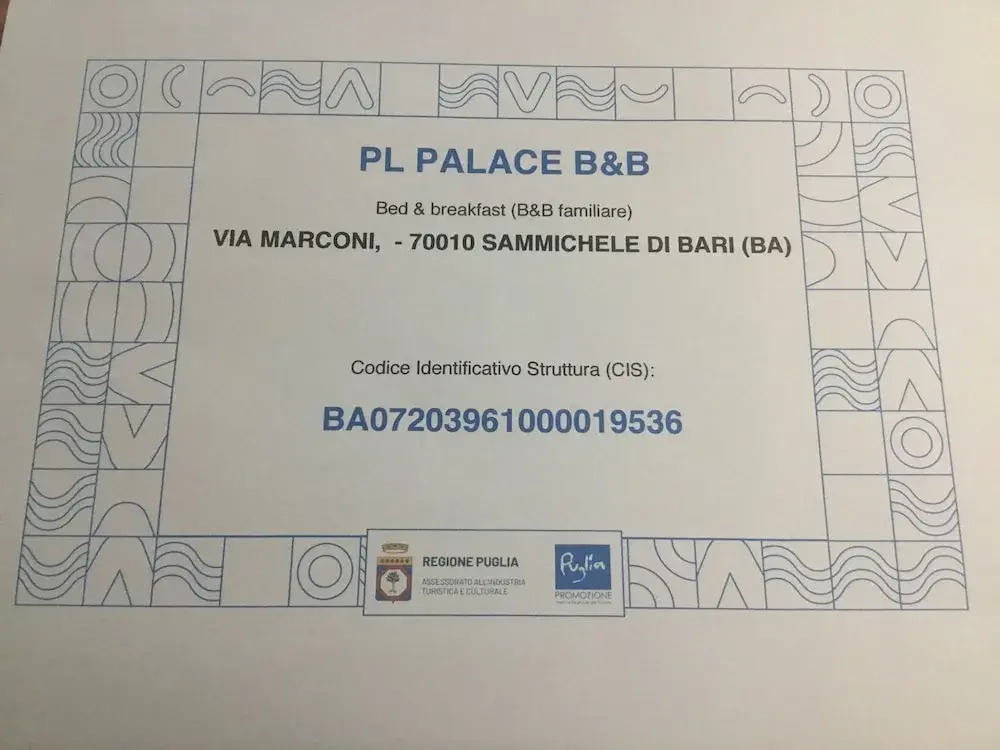 PL PALACE B&B
Bed & breakfast (B&B familiare)
VIA MARCONI, - 70010 SAMMICHELE DI BARI (BA)
Codice Identificativo Struttura (CIS):
BA07203961000019536
REGIONE PUGLIA
ASSESSORATO ALL'INDUSTRIA
TURISTICA E CULTURALE
Puglia
PROMOZIONE